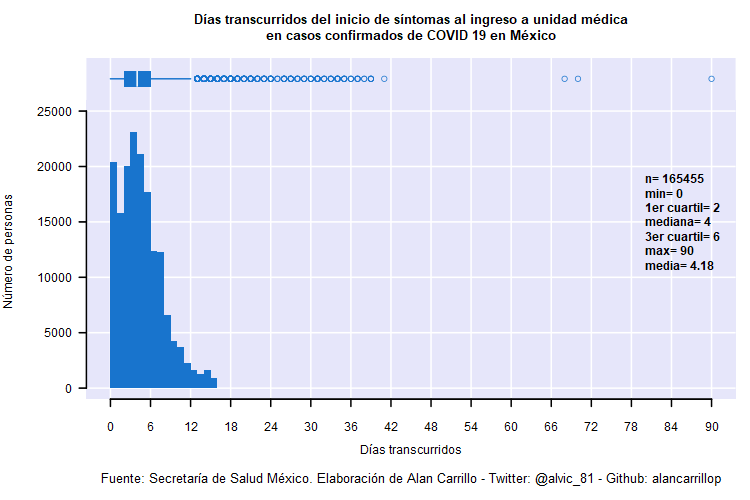 Días transcurridos del inicio de síntomas al ingreso a unidad médica
en casos confirmados de COVID 19 en México
25000
20000
15000
10000
5000
0
Número de personas
n= 165455
min= 0
1er cuartil= 2
mediana= 4
3er cuartil= 6
max= 90
media= 4.18
0 6 12 18 24 30 36 42 48 54 60 66 72 78 84 90
Días transcurridos
Fuente: Secretaría de Salud México. Elaboración de Alan Carrillo - Twitter: @alvic_81 - Github: alancarrillop